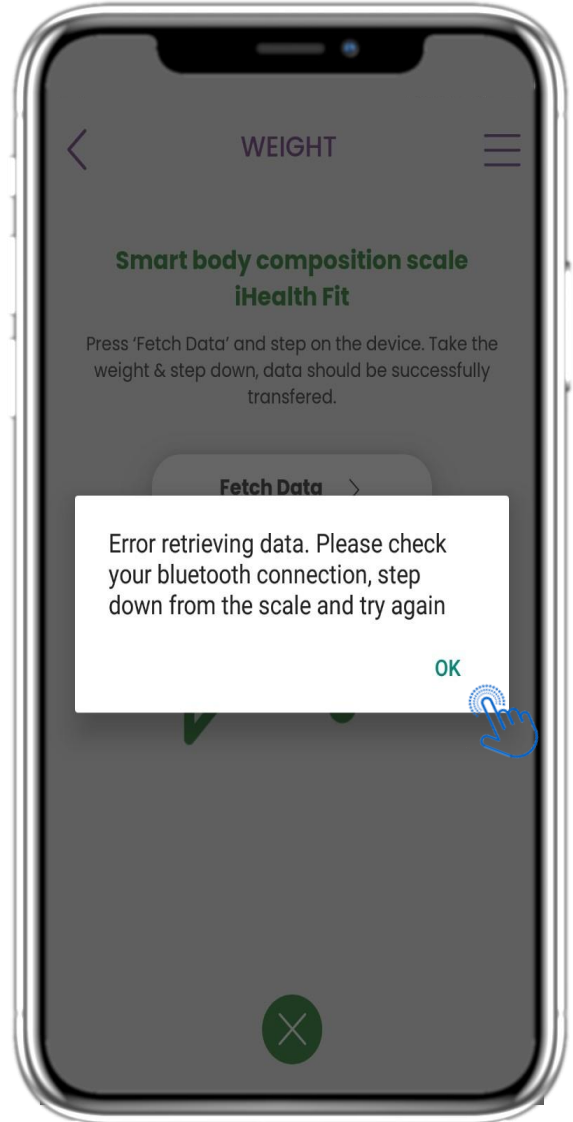 WEIGHT
Smart body composition scale
iHealth Fit
Press ‘Fetch Data’ and step on the device. Take the
weight & step down, data should be successfully
transfered.
Fetch Data
Error retrieving data. Please check
your bluetooth connection, step
down from the scale and try again
OK